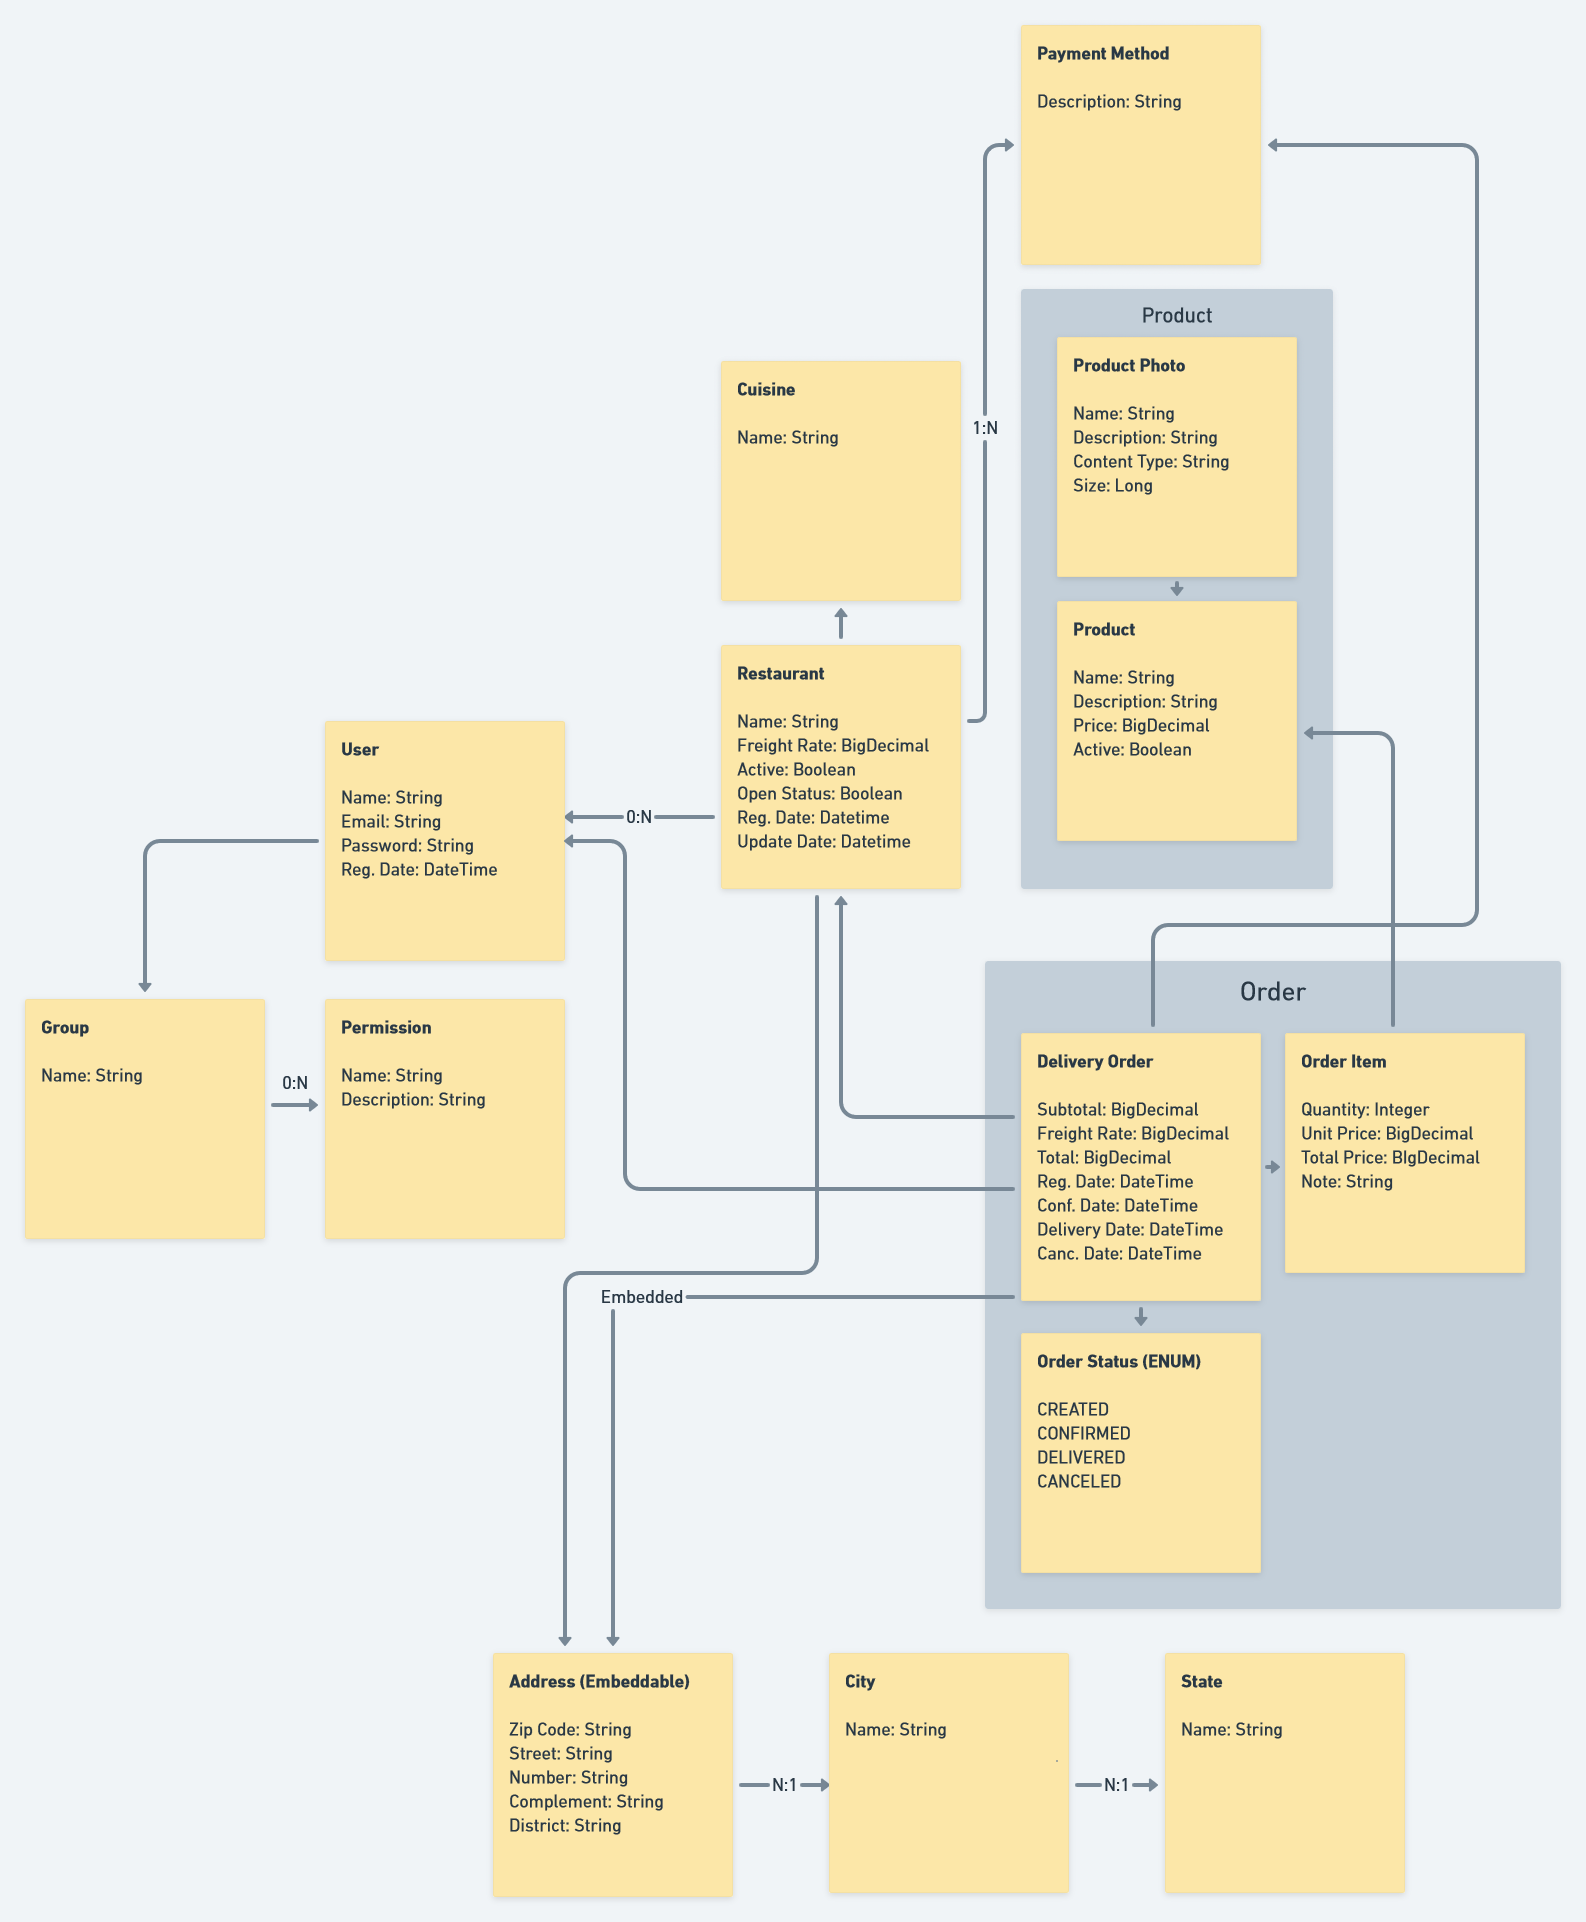 Payment Method
Description: String
Product
Product Photo
Name: String
Description: String
Content Type: String
Size: Long
Cuisine
Name: String
1:N
Product
Name: String
Description: String
Price: BigDecimal
Active: Boolean
Restaurant
Name: String
Freight Rate: BigDecimal
Active: Boolean
Open Status: Boolean
Reg. Date: Datetime
Update Date: Datetime
User
Name: String
Email: String
Password: String
Reg. Date: DateTime
0:N
Group
Name: String
0:N
Permission
Name: String
Description: String
Order
Delivery Order
Subtotal: BigDecimal
Freight Rate: BigDecimal
Total: BigDecimal
Reg. Date: DateTime
Conf. Date: DateTime
Delivery Date: DateTime
Canc. Date: DateTime
Order Item
Quantity: Integer
Unit Price: BigDecimal
Total Price: BIgDecimal
Note: String
Embedded
Order Status (ENUM)
CREATED
CONFIRMED
DELIVERED
CANCELED
Address (Embeddable)
Zip Code: String
Street: String
Number: String
Complement: String
District: String
N:1
City
Name: String
N:1
State
Name: String